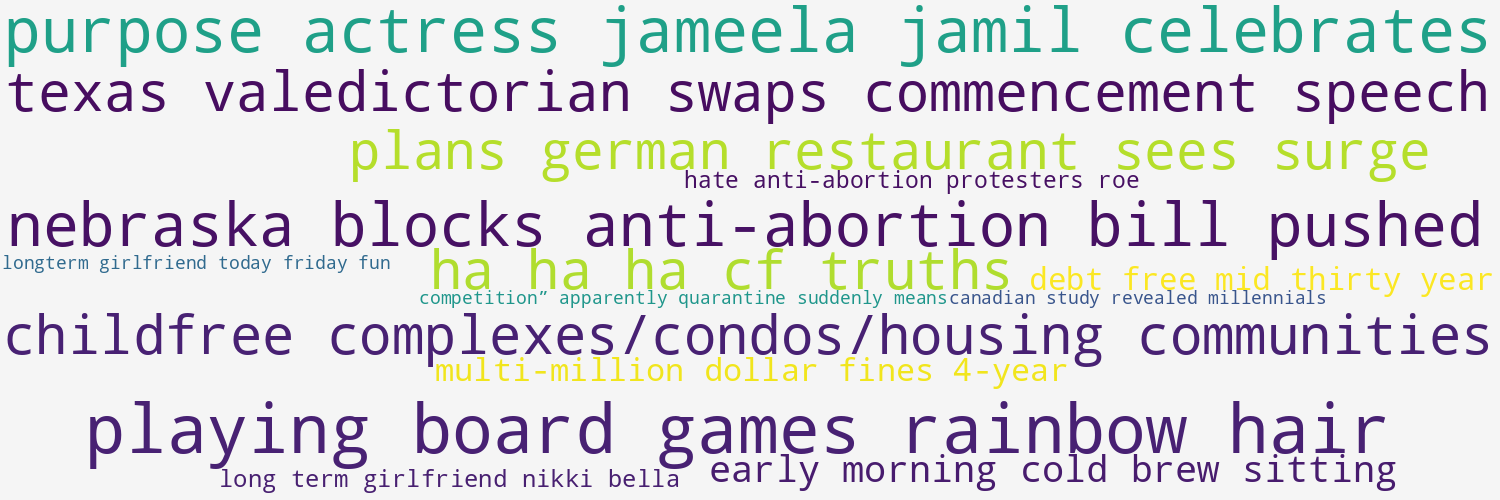 purpose actress jameela jamil celebrates
texas valedictorian swaps commencement speech
plans german restaurant sees surge
hate anti-abortion protesters roe
nebraska blocks anti-abortion bill pushed
longterm girlfriend today friday fun
ha ha ha cf truths
debt free mid thirty year
competition” apparently quarantine suddenly means
canadian study revealed millennials
childfree complexes/condos/housing communities
multi-million dollar fines 4-year
playing board games rainbow hair
long term girlfriend nikki bella
early morning cold brew sitting